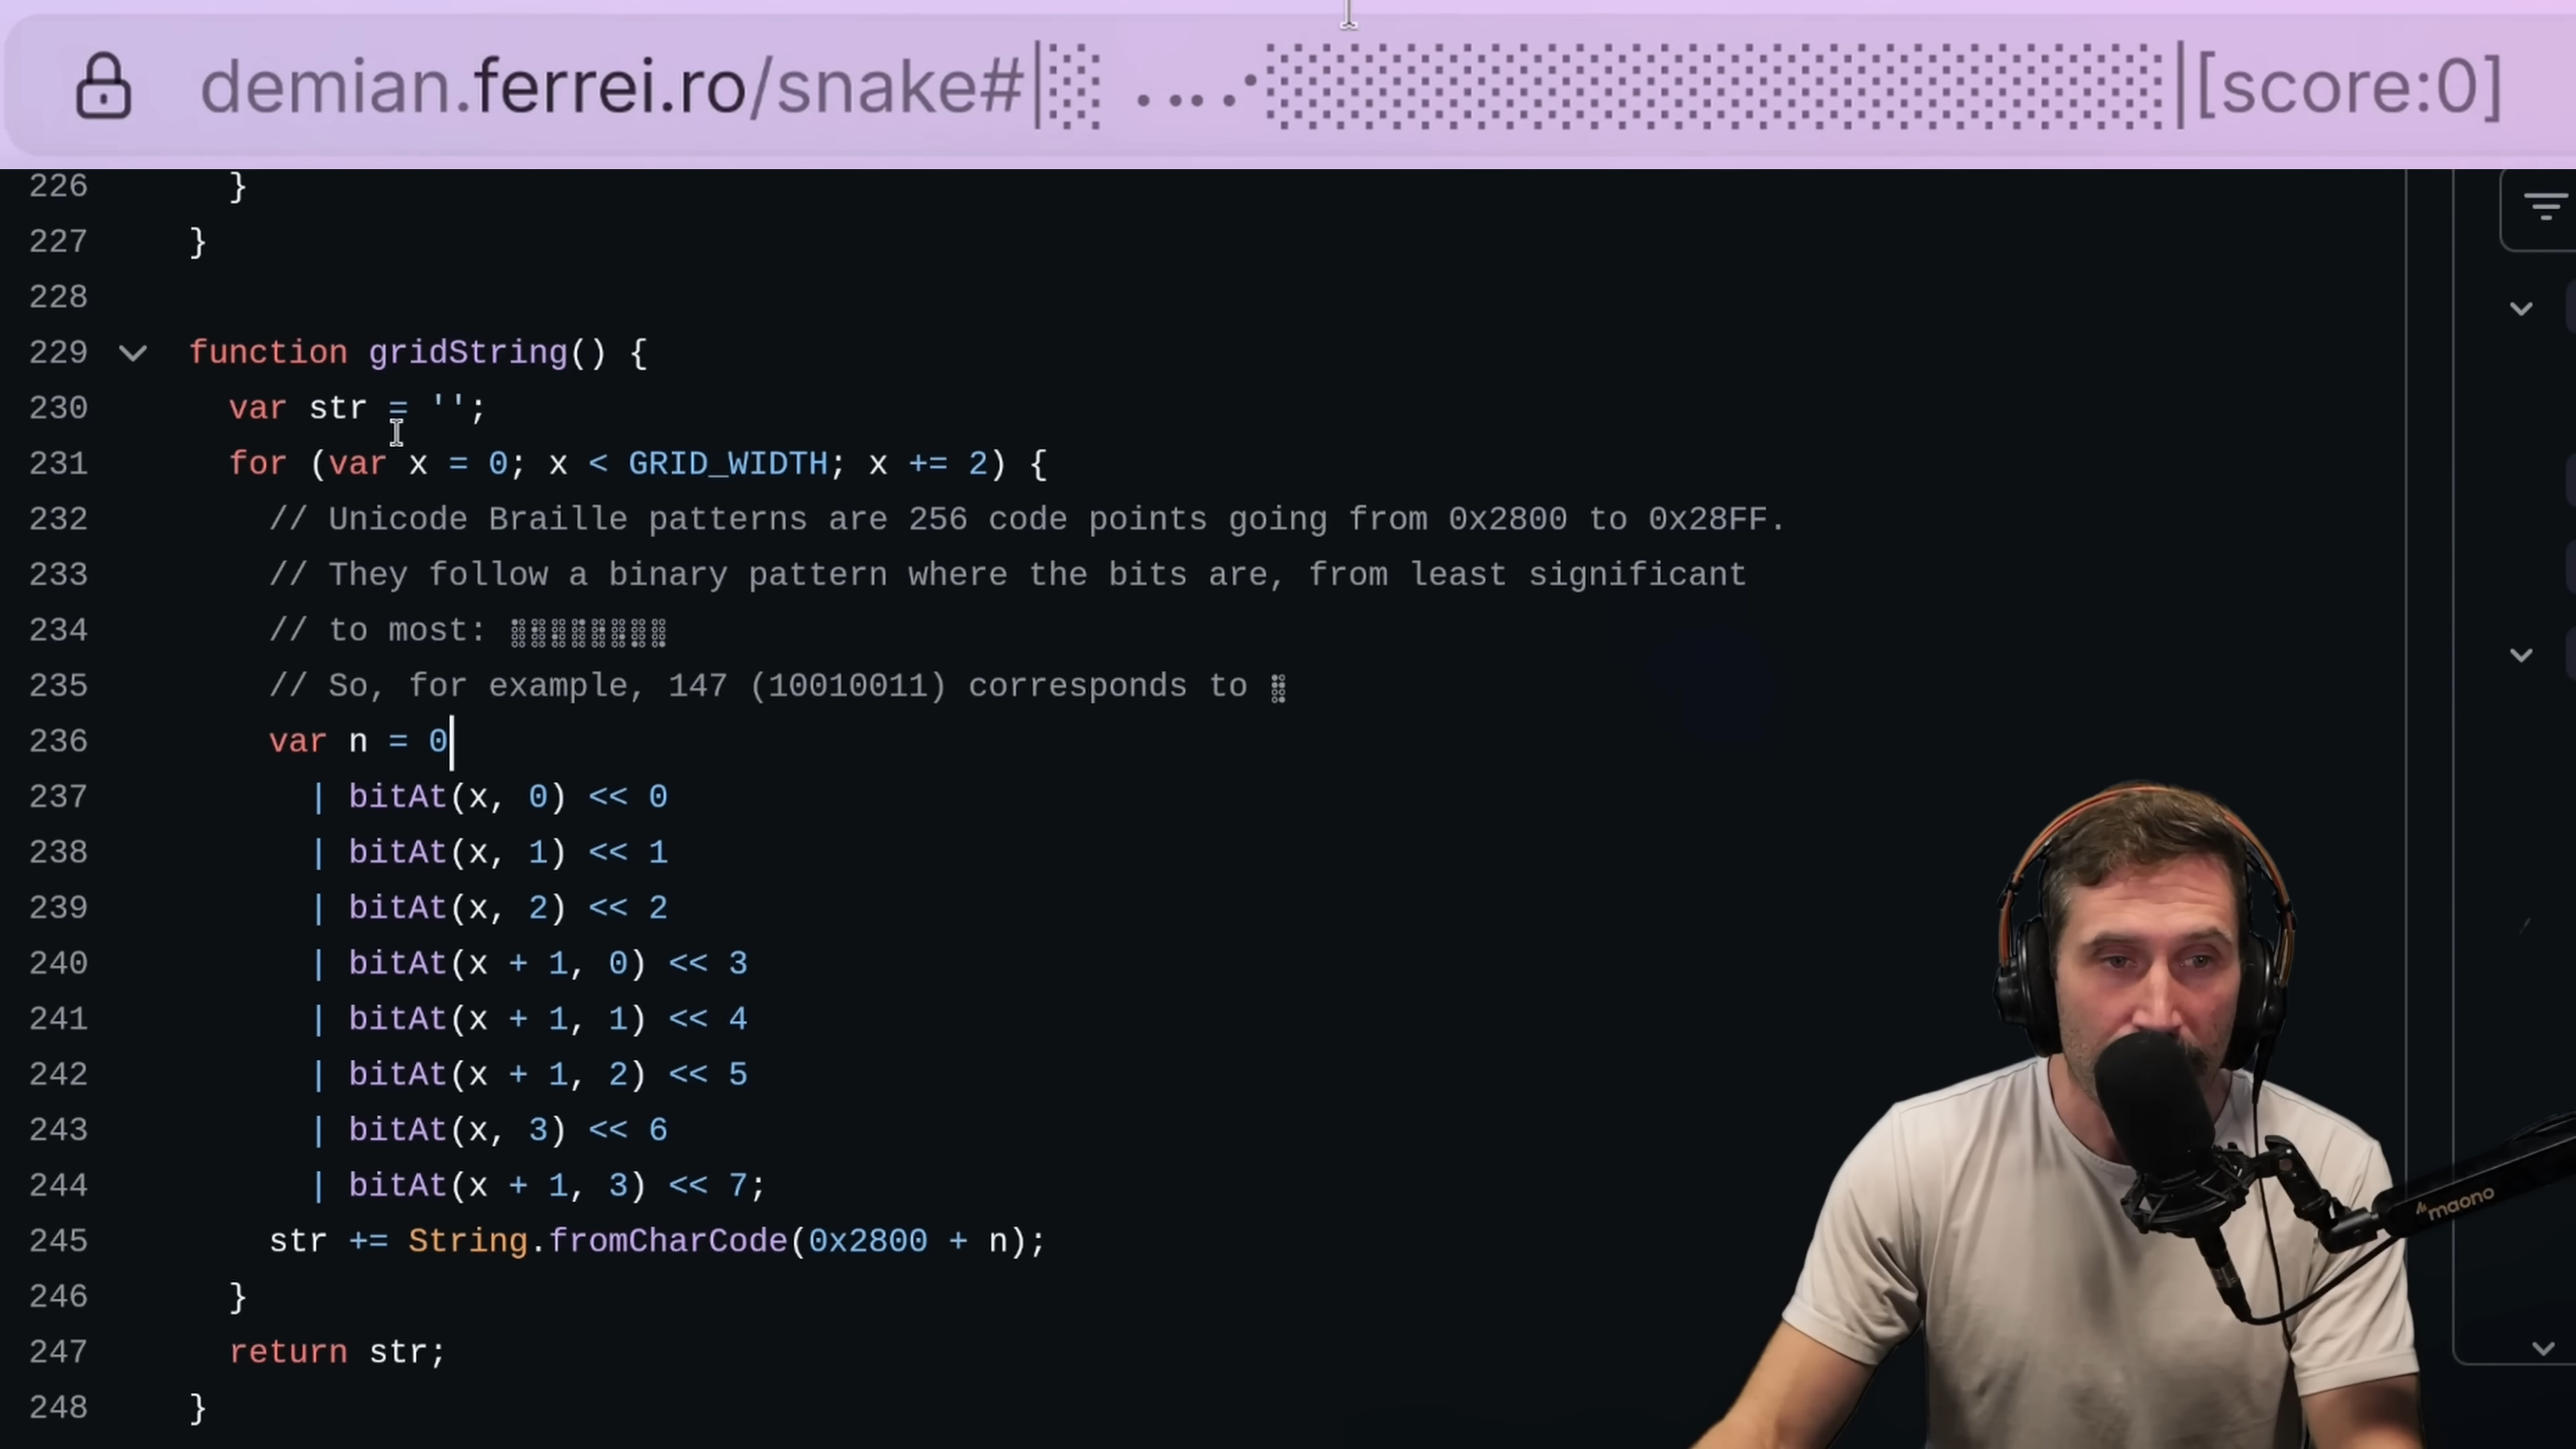 demian.ferrei.ro/snake#| |[score:0]
226 }
227 }
228
229 function gridString() {
230 var str = '';
231 for (var x = 0; x < GRID_WIDTH; x += 2) {
232 // Unicode Braille patterns are 256 code points going from 0x2800 to 0x28FF.
233 // They follow a binary pattern where the bits are, from least significant
234 // to most: ⠁⠂⠄⠈⠐⠠⡀⢀
235 // So, for example, 147 (10010011) corresponds to ⢓
236 var n = 0
237 | bitAt(x, 0) << 0
238 | bitAt(x, 1) << 1
239 | bitAt(x, 2) << 2
240 | bitAt(x + 1, 0) << 3
241 | bitAt(x + 1, 1) << 4
242 | bitAt(x + 1, 2) << 5
243 | bitAt(x, 3) << 6
244 | bitAt(x + 1, 3) << 7;
245 str += String.fromCharCode(0x2800 + n);
246 }
247 return str;
248 }
maono